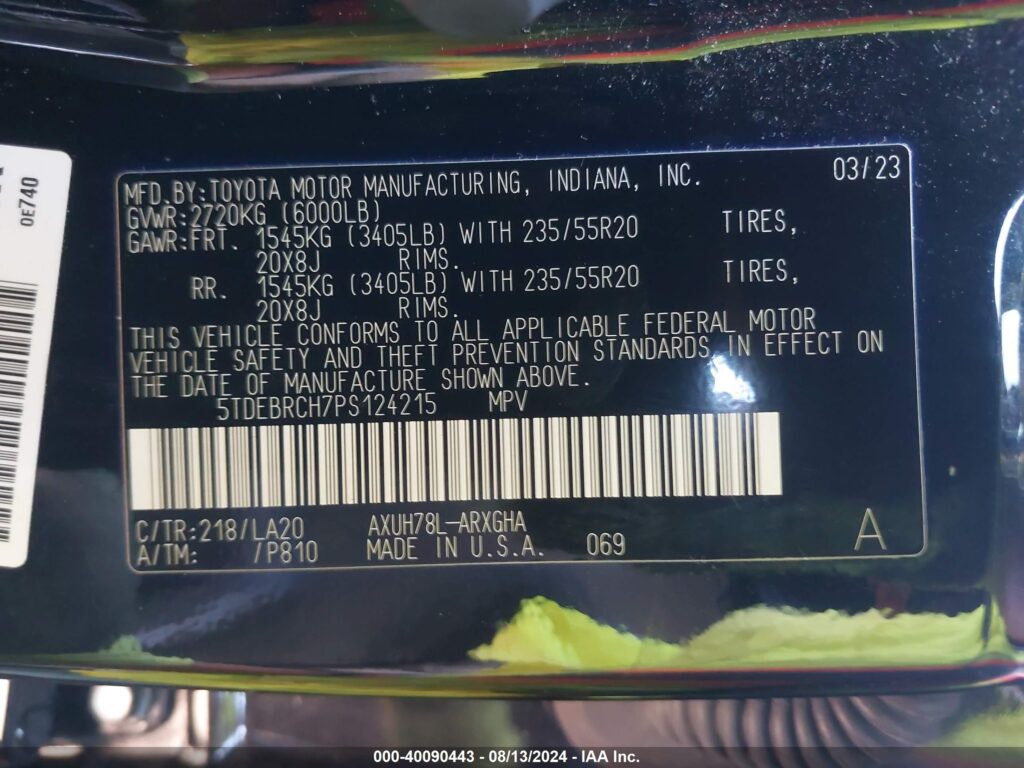 MFD.BY:TOYOTA MOTOR MANUFACTURING, INDIANA, INC. 03/23
GVWR:2720KG (6000LB)
GAWR:FRT. 1545KG (3405LB) WITH 235/55R20 TIRES,
20X8J RIMS.
RR. 1545KG (3405LB) WITH 235/55R20 TIRES,
20X8J RIMS.
THIS VEHICLE CONFORMS TO ALL APPLICABLE FEDERAL MOTOR
VEHICLE SAFETY AND THEFT PREVENTION STANDARDS IN EFFECT ON
THE DATE OF MANUFACTURE SHOWN ABOVE.
5TDEBRCH7PS124215 MPV
C/TR:218/LA20 AXUH78L-ARXGHA
A/TM: /P810 MADE IN U.S.A. 069 A
0E740
000-40090443 - 08/13/2024 - IAA Inc.